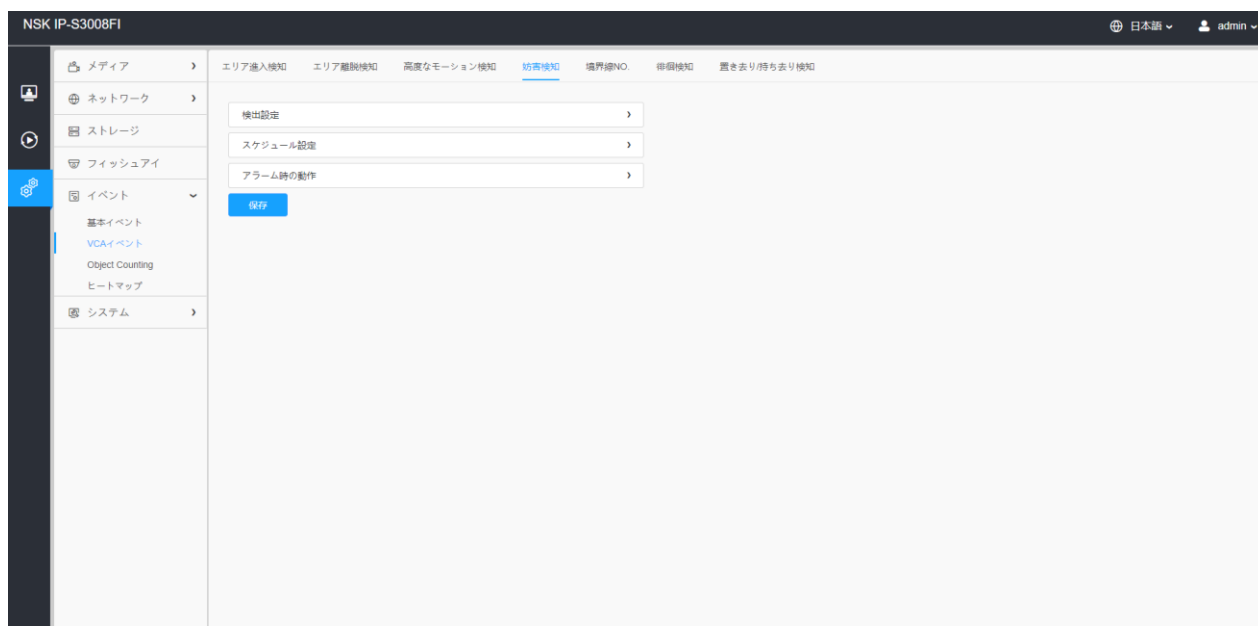 NSK IP-S3008FI
日本語
admin
メディア
ネットワーク
ストレージ
フィッシュアイ
イベント
基本イベント
VCAイベント
Object Counting
ヒートマップ
システム
エリア進入検知 エリア離脱検知 高度なモーション検知 妨害検知 境界線NO. 徘徊検知 置き去り/持ち去り検知
検出設定
スケジュール設定
アラーム時の動作
保存